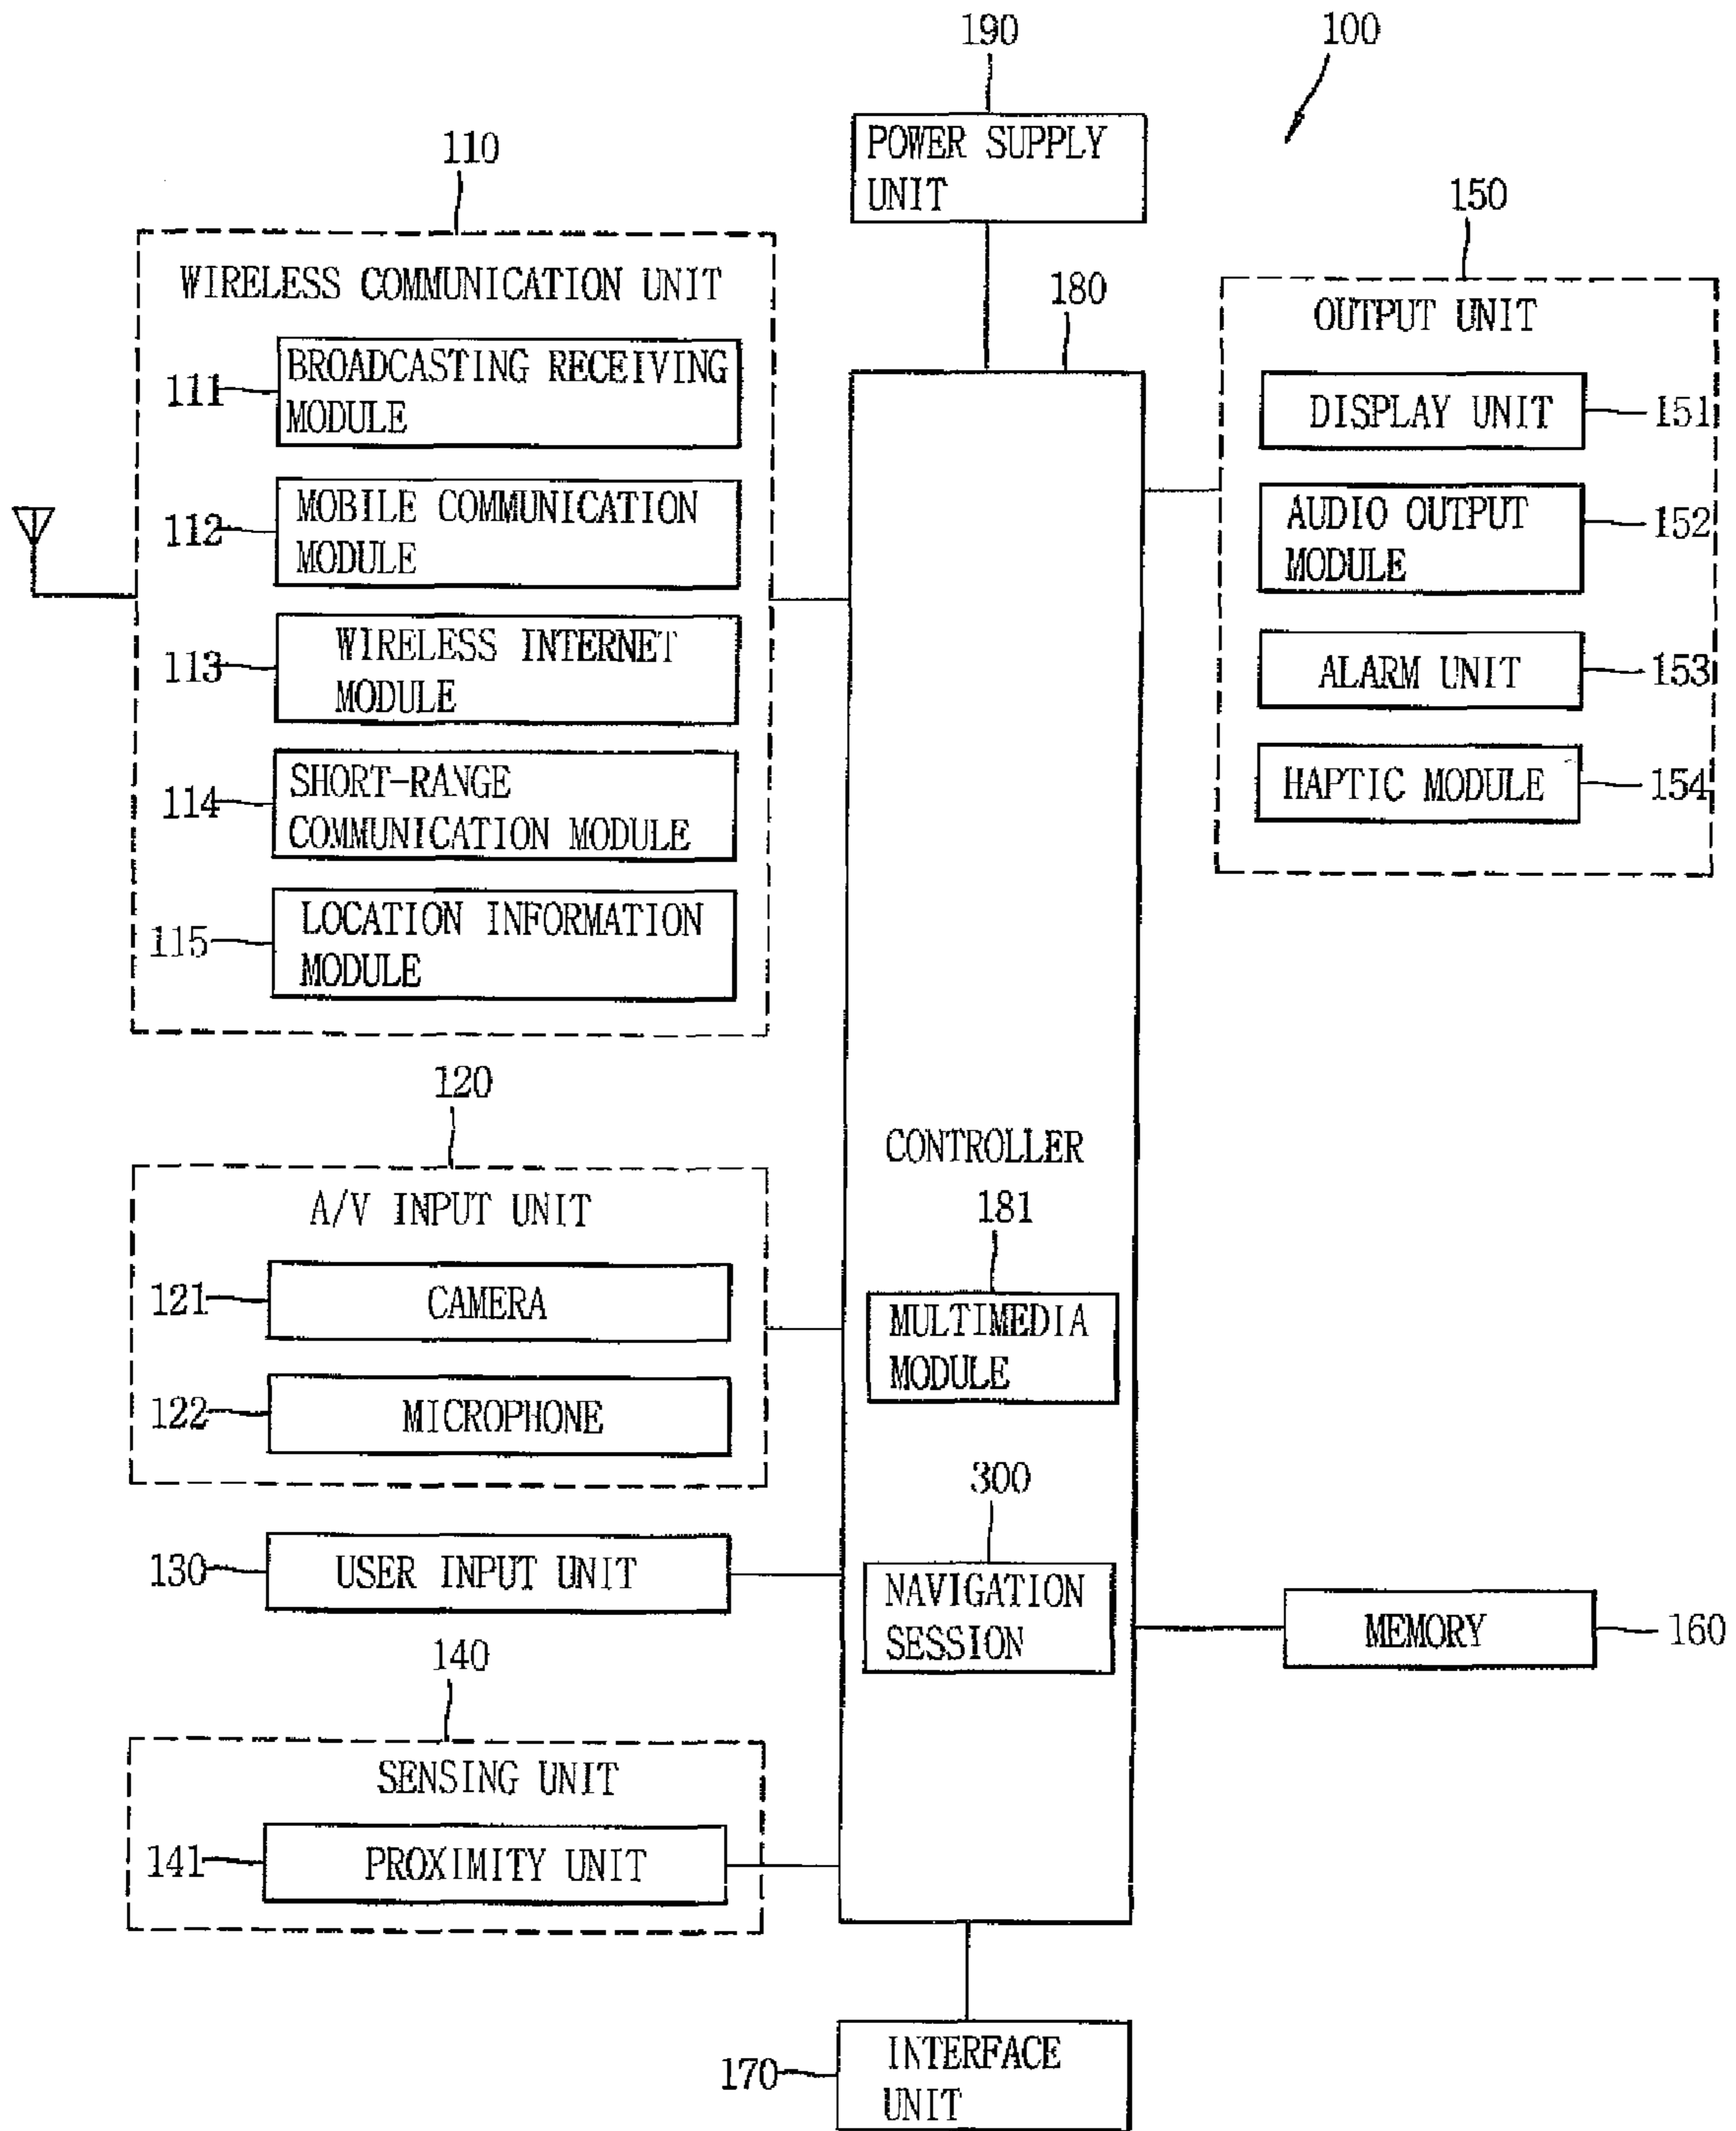 190
100
POWER SUPPLY
UNIT
110
WIRELESS COMMUNICATION UNIT
111
BROADCASTING RECEIVING
MODULE
112
MOBILE COMMUNICATION
MODULE
113
WIRELESS INTERNET
MODULE
114
SHORT-RANGE
COMMUNICATION MODULE
115
LOCATION INFORMATION
MODULE
120
A/V INPUT UNIT
121
CAMERA
122
MICROPHONE
130
USER INPUT UNIT
140
SENSING UNIT
141
PROXIMITY UNIT
180
CONTROLLER
181
MULTIMEDIA
MODULE
300
NAVIGATION
SESSION
150
OUTPUT UNIT
DISPLAY UNIT
151
AUDIO OUTPUT
MODULE
152
ALARM UNIT
153
HAPTIC MODULE
154
MEMORY
160
170
INTERFACE
UNIT